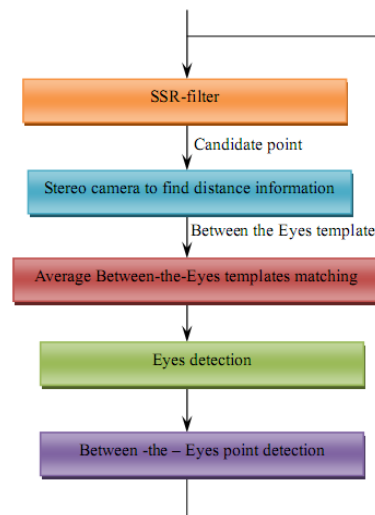 SSR-filter
Candidate point
Stereo camera to find distance information
Between the Eyes template
Average Between-the-Eyes templates matching
Eyes detection
Between -the – Eyes point detection